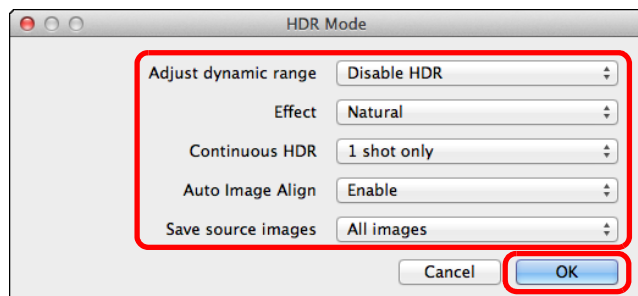 HDR Mode
Adjust dynamic range Disable HDR
Effect Natural
Continuous HDR 1 shot only
Auto Image Align Enable
Save source images All images
Cancel OK